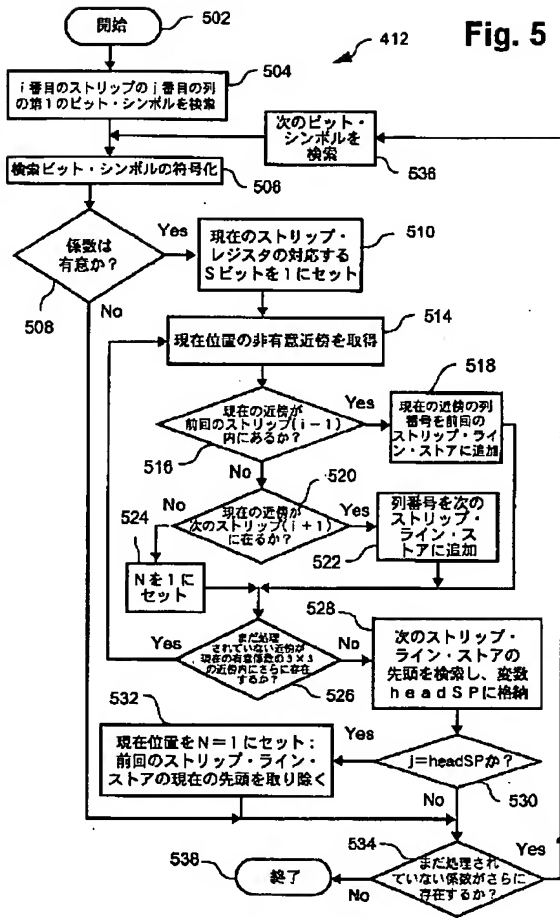 Fig. 5
412
開始
502
504
i番目のストリップのj番目の列
の第1のビット・シンボルを検索
次のビット・
シンボルを
検索
536
検索ビット・シンボルの符号化
506
係数は
有意か?
508
Yes
No
現在のストリップ・
レジスタの対応する
Sビットを1にセット
510
現在位置の非有意近傍を取得
514
現在の近傍が
前回のストリップ(i−1)
内にあるか?
516
Yes
No
518
現在の近傍の列
番号を前回の
ストリップ・ライ
ン・ストアに追加
520
現在の近傍が
次のストリップ(i+1)
に在るか?
No
Yes
列番号を次の
ストリップ・
ライン・ス
トアに追加
522
524
Nを1に
セット
まだ処理
されていない近傍が
現在の有意係数の3×3
の近傍内にさらに存在
するか?
526
Yes
No
528
次のストリップ・
ライン・ストアの
先頭を検索し、変数
headSPに格納
532
現在位置をN=1にセット:
前回のストリップ・ライン・
ストアの現在の先頭を取り除く
Yes
j=headSPか?
530
No
534
まだ処理され
ていない係数がさらに
存在するか?
Yes
No
538
終了